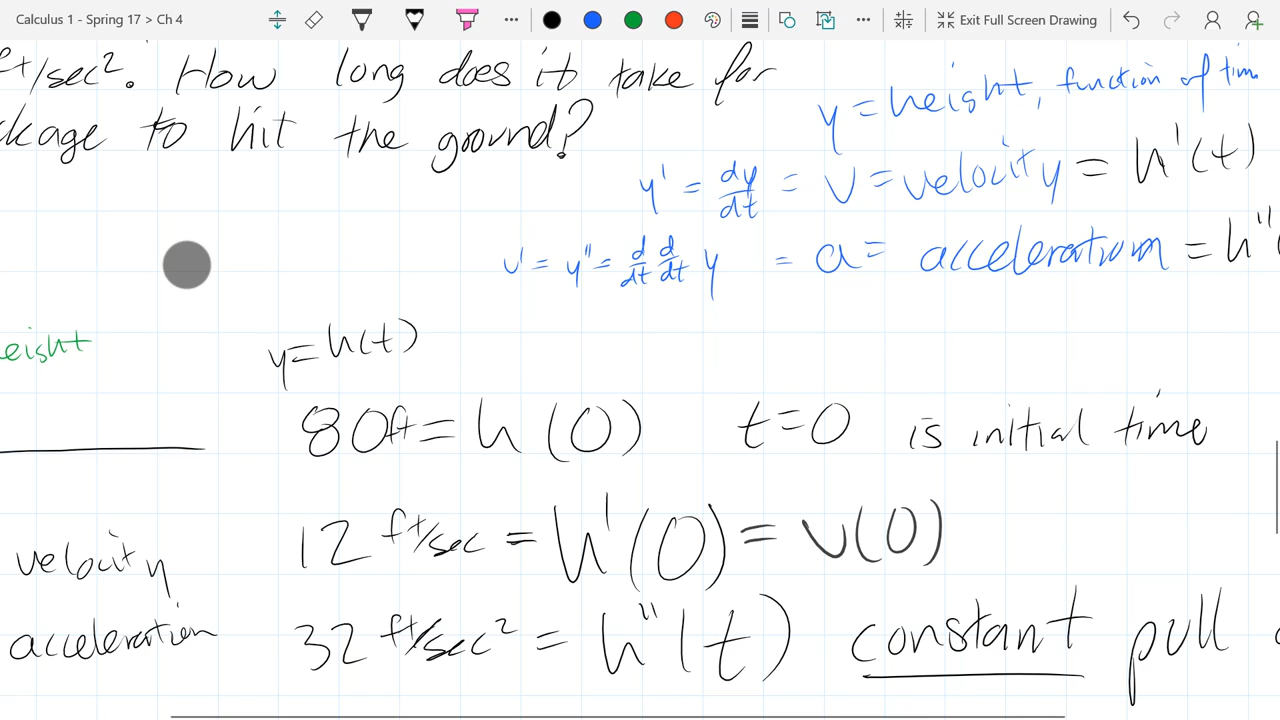 Calculus 1 - Spring 17 > Ch 4
Exit Full Screen Drawing
ft/sec². How long does it take for
ckage to hit the ground?
y = height, function of time
y' = dy/dt = v = velocity = h'(t)
v' = y'' = d/dt d/dt y = a = acceleration = h''(
eight
y = h(t)
80ft = h(0) t=0 is initial time
velocity 12 ft/sec = h'(0) = v(0)
acceleration 32 ft/sec² = h''(t) constant pull